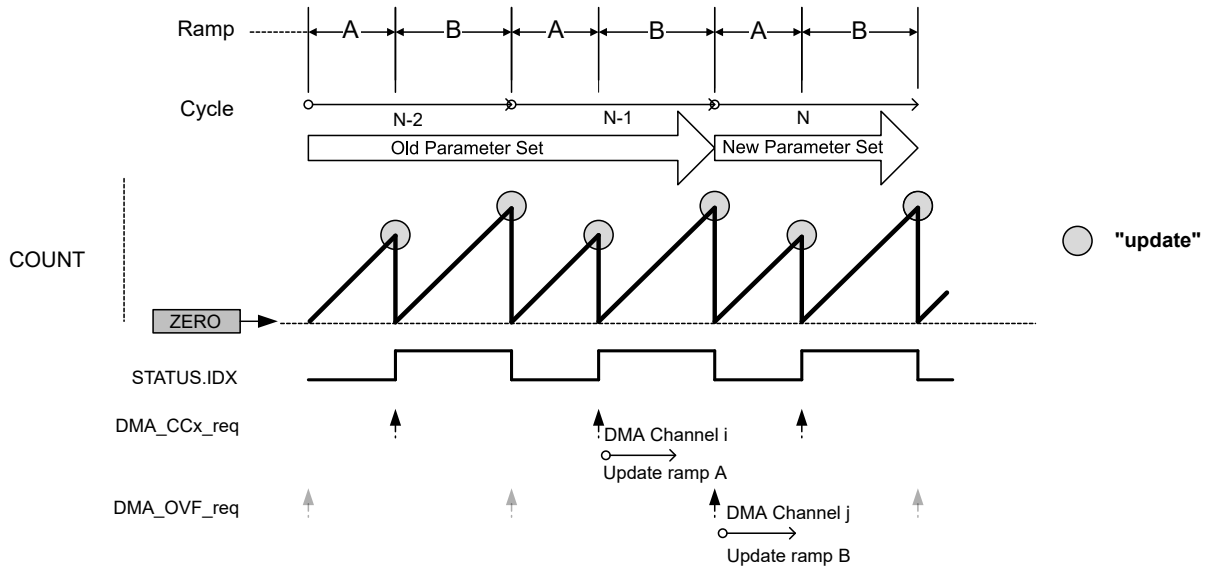 Ramp
A B A B A B
Cycle
N-2 N-1 N
Old Parameter Set New Parameter Set
COUNT
"update"
ZERO
STATUS.IDX
DMA_CCx_req
DMA Channel i
Update ramp A
DMA_OVF_req
DMA Channel j
Update ramp B